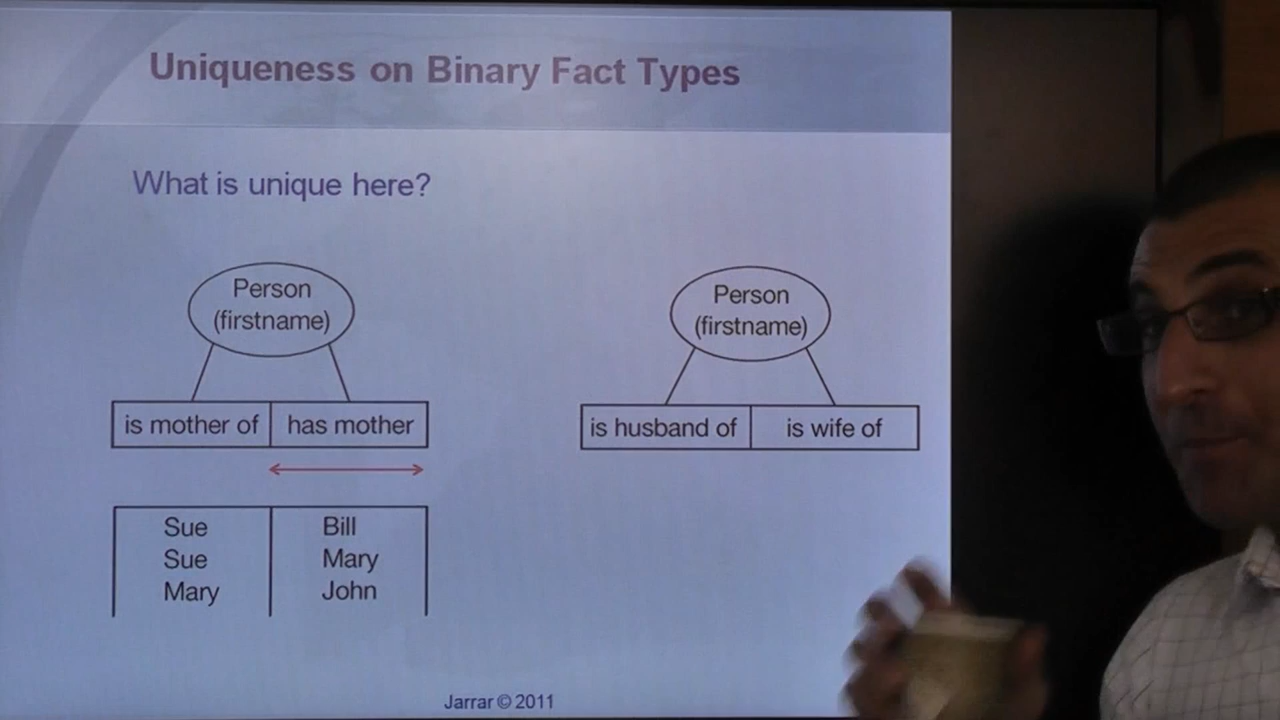 Uniqueness on Binary Fact Types
What is unique here?
Person
(firstname)
is mother of has mother
Sue Bill
Sue Mary
Mary John
Person
(firstname)
is husband of is wife of
Jarrar © 2011